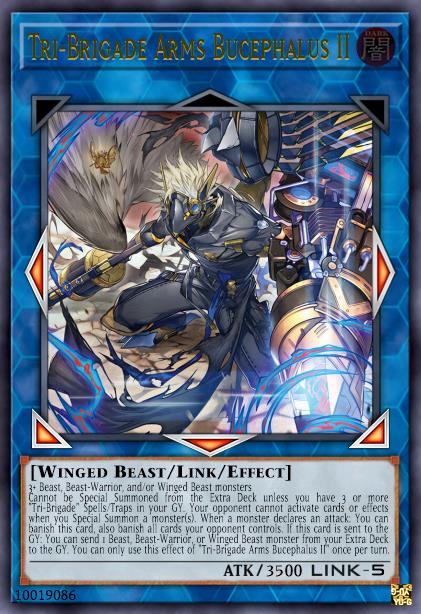 TRI-BRIGADE ARMS BUCEPHALUS II
DARK
闇
[WINGED BEAST/LINK/EFFECT]
3+ Beast, Beast-Warrior, and/or Winged Beast monsters
Cannot be Special Summoned from the Extra Deck unless you have 3 or more
"Tri-Brigade" Spells/Traps in your GY. Your opponent cannot activate cards or effects
when you Special Summon a monster(s). When a monster declares an attack: You can
banish this card, also banish all cards your opponent controls. If this card is sent to the
GY: You can send 1 Beast, Beast-Warrior, or Winged Beast monster from your Extra Deck
to the GY. You can only use this effect of "Tri-Brigade Arms Bucephalus II" once per turn.
ATK/3500 LINK-5
10019086